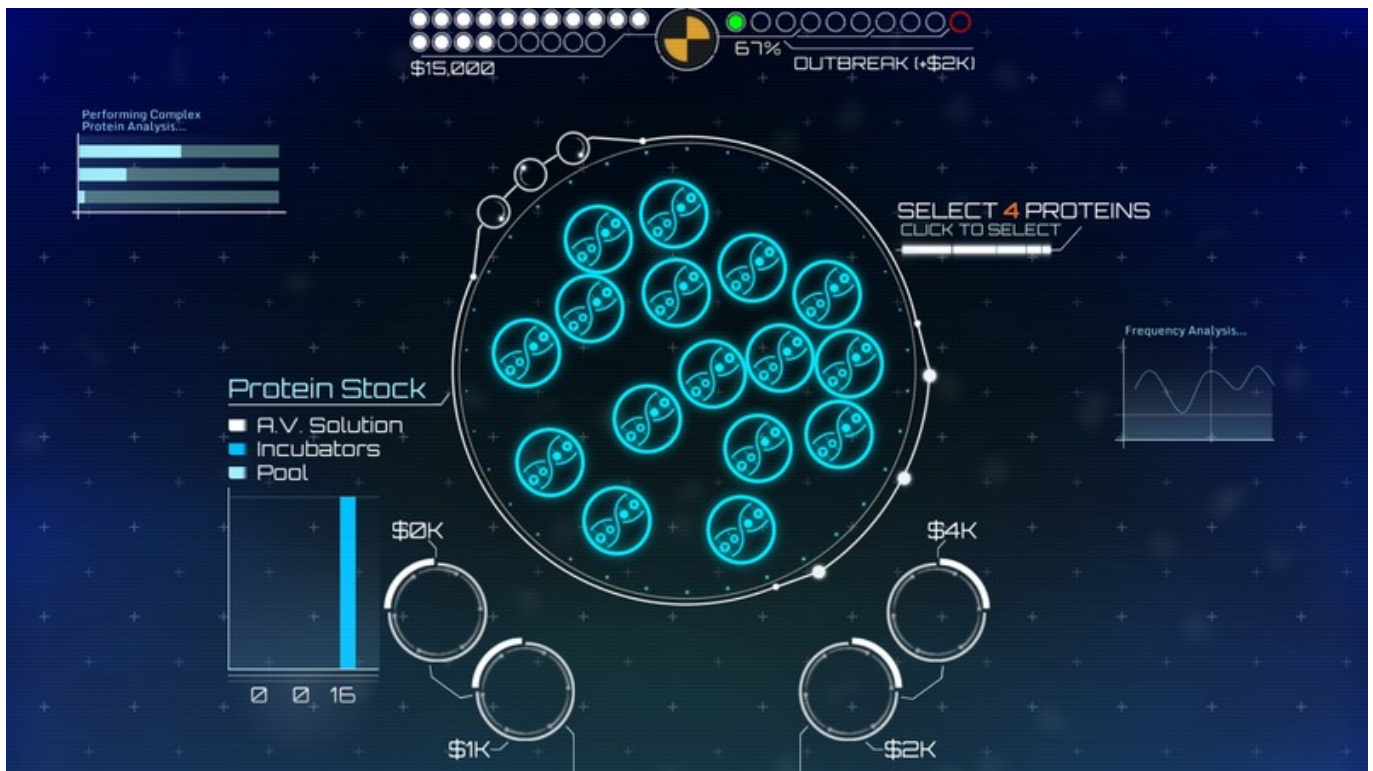 $15,000
67%
OUTBREAK (+$2K)
Performing Complex
Protein Analysis...
SELECT 4 PROTEINS
CLICK TO SELECT
Frequency Analysis...
Protein Stock
A.V. Solution
Incubators
Pool
0 0 16
$0K
$1K
$4K
$2K